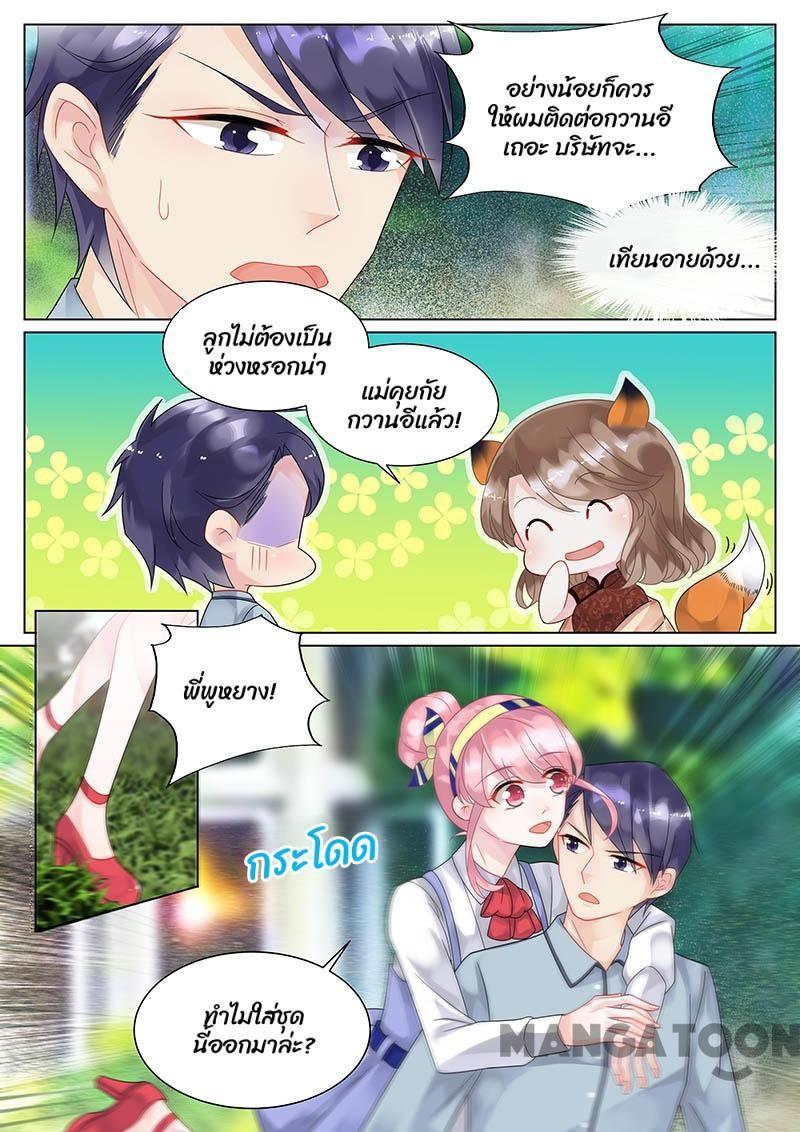 อย่างน้อยก็ควร
ให้ผมติดต่อกวานอี
เถอะ บริษัทจะ...
เทียนอายด้วย...
ลูกไม่ต้องเป็น
ห่วงหรอกน่า
แม่คุยกัย
กวานอีแล้ว!
พี่พูหยาง!
กระโดด
ทำไมใส่ชุด
นี้ออกมาล่ะ?
MANGATOON